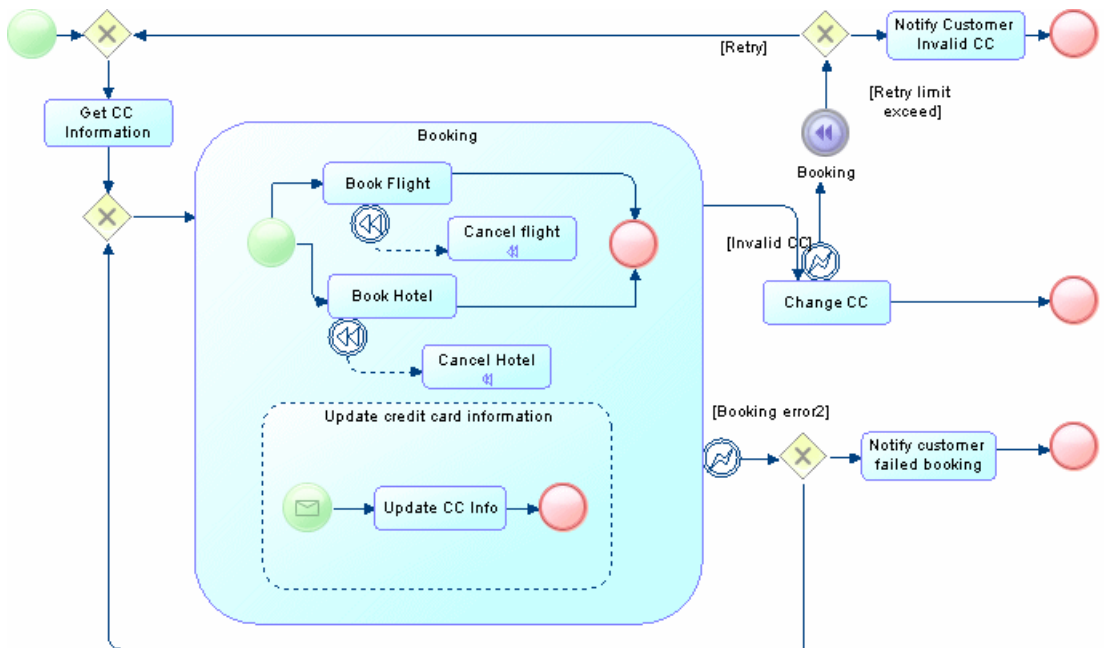 Notify Customer
Invalid CC
[Retry]
[Retry limit
exceed]
Get CC
Information
Booking
Booking
Book Flight
Cancel flight
[Invalid CC]
Book Hotel
Change CC
Cancel Hotel
Update credit card information
[Booking error2]
Notify customer
failed booking
Update CC Info